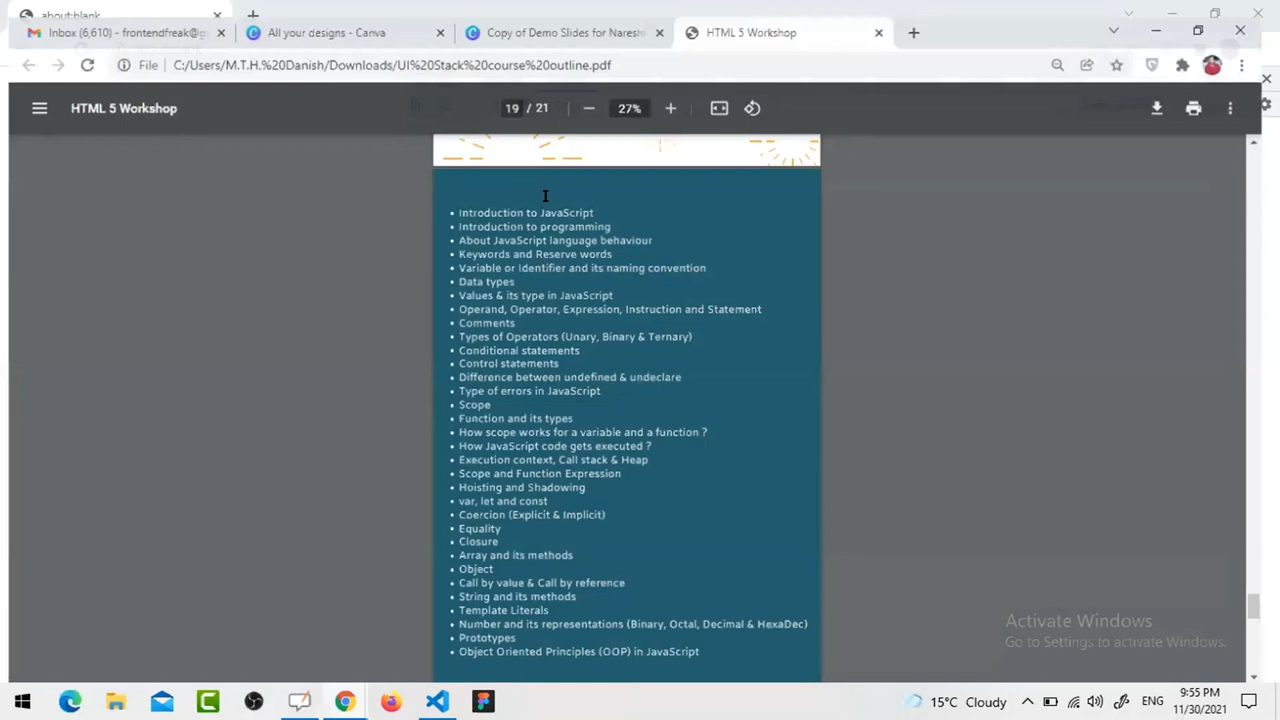 about:blank
Inbox (6,610) - frontendfreak@g
All your designs - Canva
Copy of Demo Slides for Naresh
HTML 5 Workshop
File
C:/Users/M.T.H.%20Danish/Downloads/UI%20Stack%20course%20outline.pdf
HTML 5 Workshop
19 / 21
27%
• Introduction to JavaScript
• Introduction to programming
• About JavaScript language behaviour
• Keywords and Reserve words
• Variable or Identifier and its naming convention
• Data types
• Values & its type in JavaScript
• Operand, Operator, Expression, Instruction and Statement
• Comments
• Types of Operators (Unary, Binary & Ternary)
• Conditional statements
• Control statements
• Difference between undefined & undeclare
• Type of errors in JavaScript
• Scope
• Function and its types
• How scope works for a variable and a function ?
• How JavaScript code gets executed ?
• Execution context, Call stack & Heap
• Scope and Function Expression
• Hoisting and Shadowing
• var, let and const
• Coercion (Explicit & Implicit)
• Equality
• Closure
• Array and its methods
• Object
• Call by value & Call by reference
• String and its methods
• Template Literals
• Number and its representations (Binary, Octal, Decimal & HexaDec)
• Prototypes
• Object Oriented Principles (OOP) in JavaScript
Activate Windows
Go to Settings to activate Windows.
15°C Cloudy
ENG
9:55 PM
11/30/2021